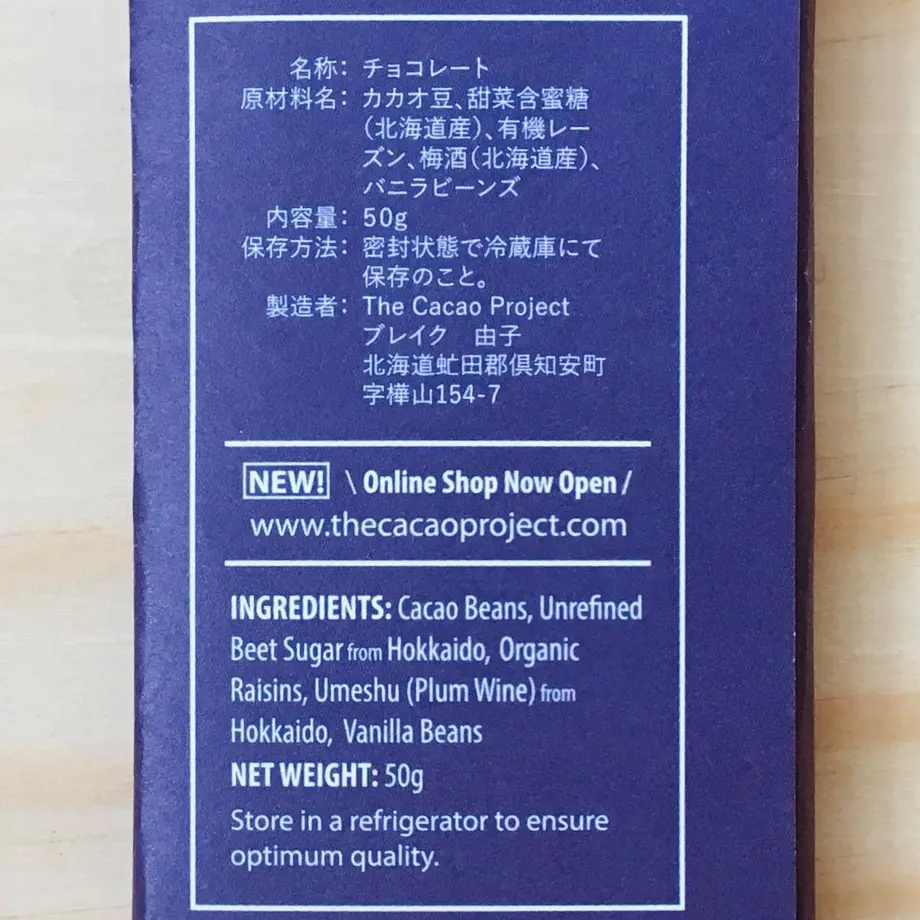 名称： チョコレート
原材料名： カカオ豆、甜菜含蜜糖
（北海道産）、有機レー
ズン、梅酒（北海道産）、
バニラビーンズ
内容量： 50g
保存方法： 密封状態で冷蔵庫にて
保存のこと。
製造者： The Cacao Project
ブレイク　由子
北海道虻田郡倶知安町
字樺山154-7
NEW! \ Online Shop Now Open /
www.thecacaoproject.com
INGREDIENTS: Cacao Beans, Unrefined
Beet Sugar from Hokkaido, Organic
Raisins, Umeshu (Plum Wine) from
Hokkaido, Vanilla Beans
NET WEIGHT: 50g
Store in a refrigerator to ensure
optimum quality.